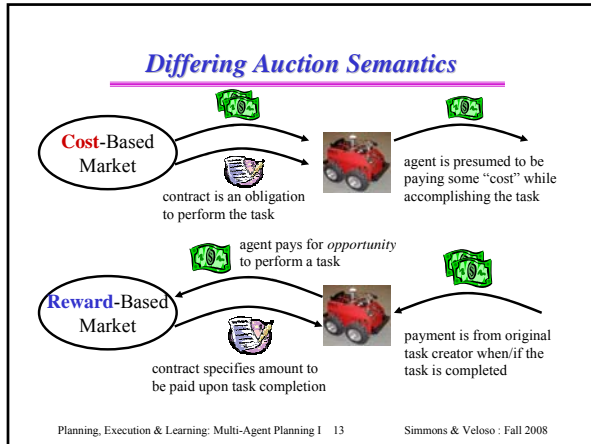 Differing Auction Semantics
Cost-Based
Market
contract is an obligation
to perform the task
agent is presumed to be
paying some “cost” while
accomplishing the task
agent pays for opportunity
to perform a task
Reward-Based
Market
contract specifies amount to
be paid upon task completion
payment is from original
task creator when/if the
task is completed
Planning, Execution & Learning: Multi-Agent Planning I 13 Simmons & Veloso : Fall 2008